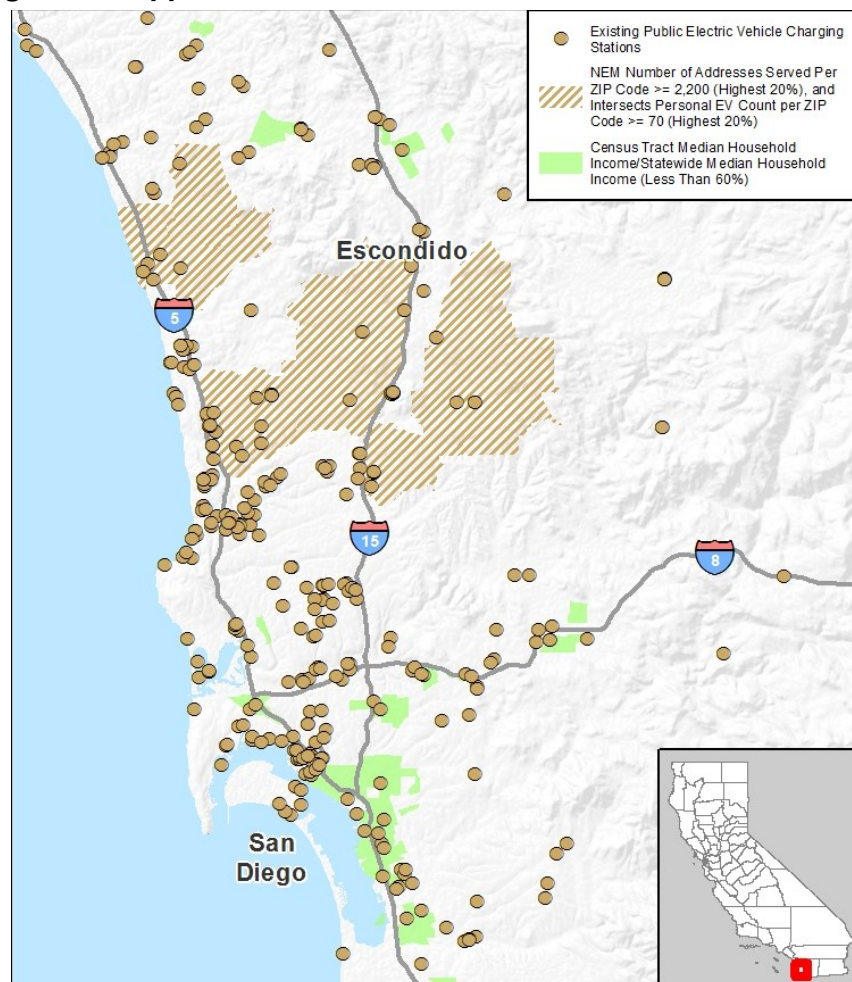 Existing Public Electric Vehicle Charging
Stations
NEM Number of Addresses Served Per
ZIP Code >= 2,200 (Highest 20%), and
Intersects Personal EV Count per ZIP
Code >= 70 (Highest 20%)
Census Tract Median Household
Income/Statewide Median Household
Income (Less Than 60%)
Escondido
5
15
8
San
Diego